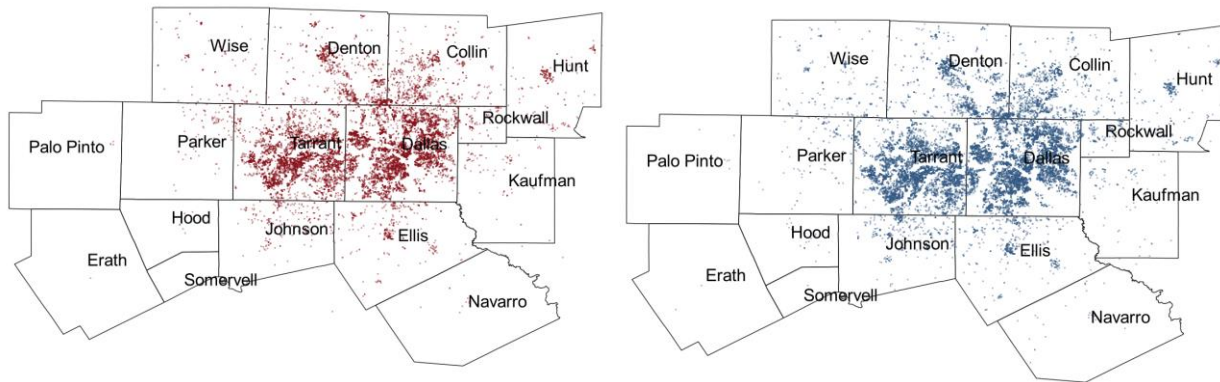 Wise
Denton
Collin
Hunt
Palo Pinto
Parker
Tarrant
Dallas
Rockwall
Kaufman
Hood
Johnson
Ellis
Erath
Somervell
Navarro
Wise
Denton
Collin
Hunt
Palo Pinto
Parker
Tarrant
Dallas
Rockwall
Kaufman
Hood
Johnson
Ellis
Erath
Somervell
Navarro